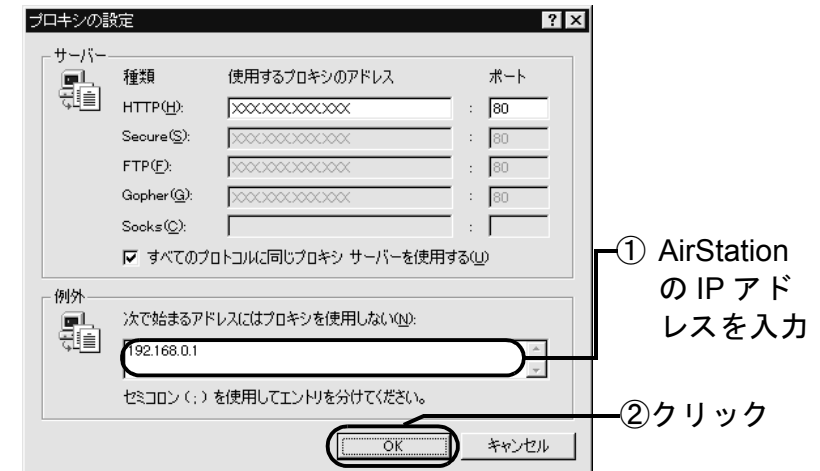 プロキシの設定
サーバー
種類 使用するプロキシのアドレス ポート
HTTP(H): XXX.XXX.XXX.XXX : 80
Secure(S): XXX.XXX.XXX.XXX : 80
FTP(F): XXX.XXX.XXX.XXX : 80
Gopher(G): XXX.XXX.XXX.XXX : 80
Socks(C): :
すべてのプロトコルに同じプロキシ サーバーを使用する(U)
① AirStation
の IP アド
レスを入力
例外
次で始まるアドレスにはプロキシを使用しない(N):
192.168.0.1
セミコロン ( ; ) を使用してエントリを分けてください。
②クリック
OK キャンセル